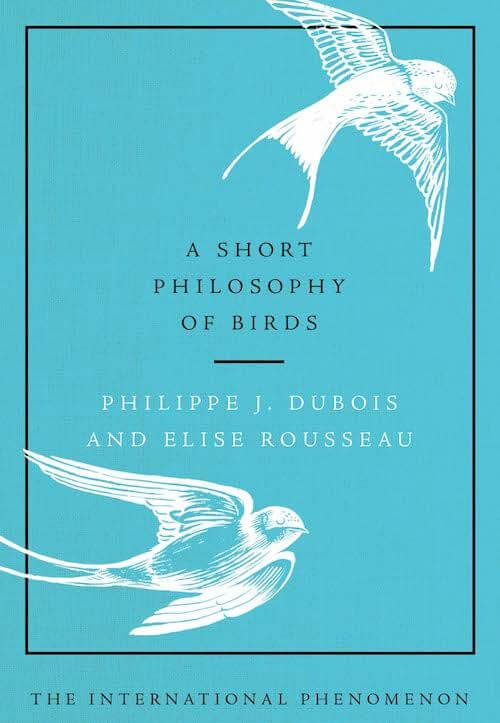 A SHORT
PHILOSOPHY
OF BIRDS
PHILIPPE J. DUBOIS
AND ELISE ROUSSEAU
THE INTERNATIONAL PHENOMENON